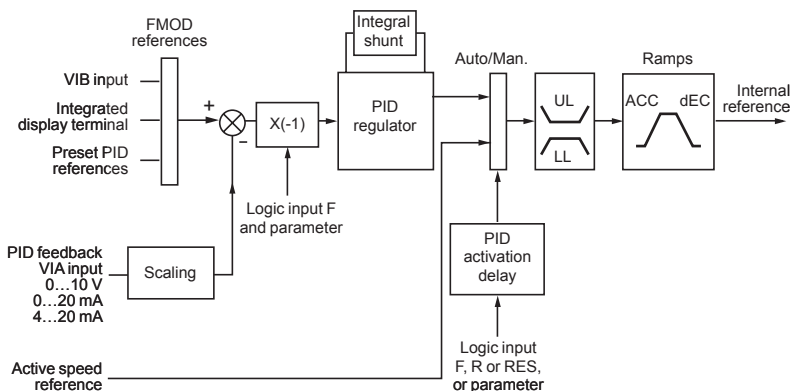 FMOD
references
VIB input
Integrated
display terminal
Preset PID
references
+
−
X(-1)
Logic input F
and parameter
Integral
shunt
PID
regulator
Auto/Man.
UL
LL
Ramps
ACC dEC
Internal
reference
PID feedback
VIA input
0…10 V
0…20 mA
4…20 mA
Scaling
PID
activation
delay
Logic input
F, R or RES,
or parameter
Active speed
reference